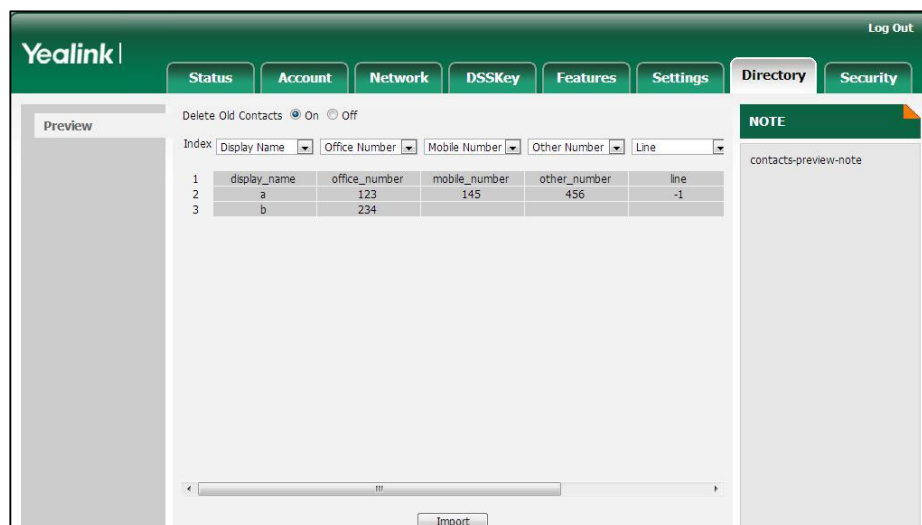 Log Out
Yealink
Status Account Network DSSKey Features Settings Directory Security
Preview
Delete Old Contacts On Off
Index Display Name Office Number Mobile Number Other Number Line
1 display_name office_number mobile_number other_number line
2 a 123 145 456 -1
3 b 234
Import
NOTE
contacts-preview-note